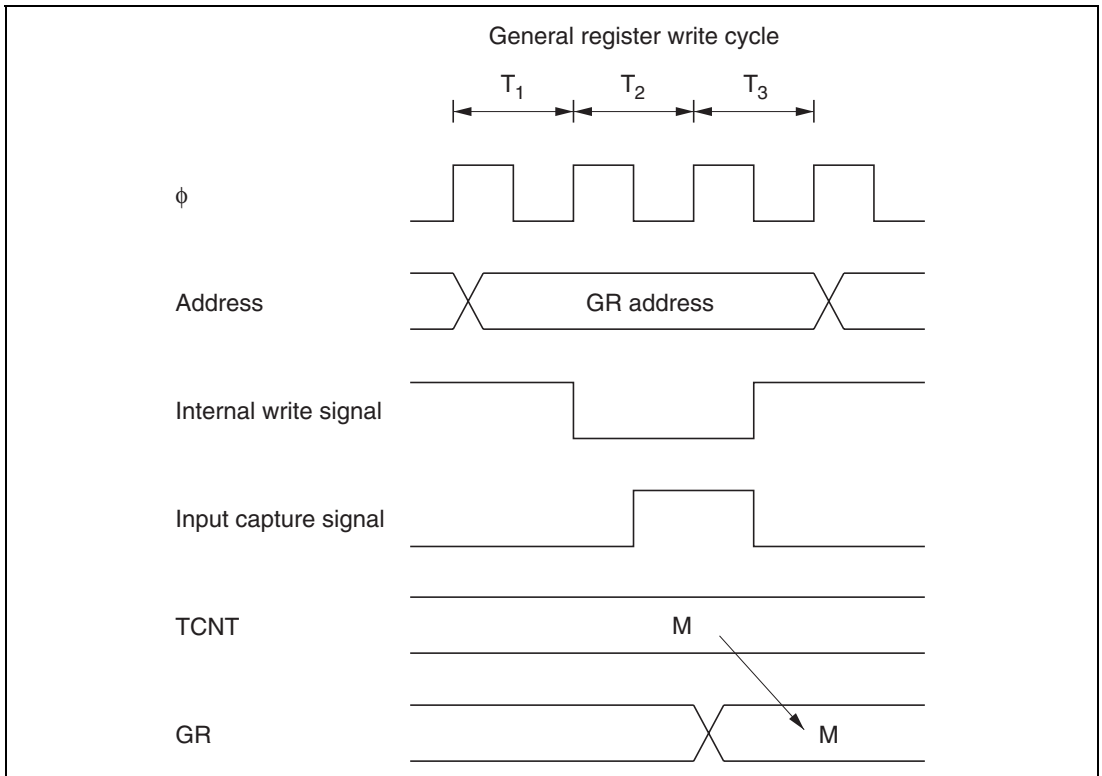 General register write cycle
T₁ T₂ T₃
φ
Address GR address
Internal write signal
Input capture signal
TCNT M
GR M